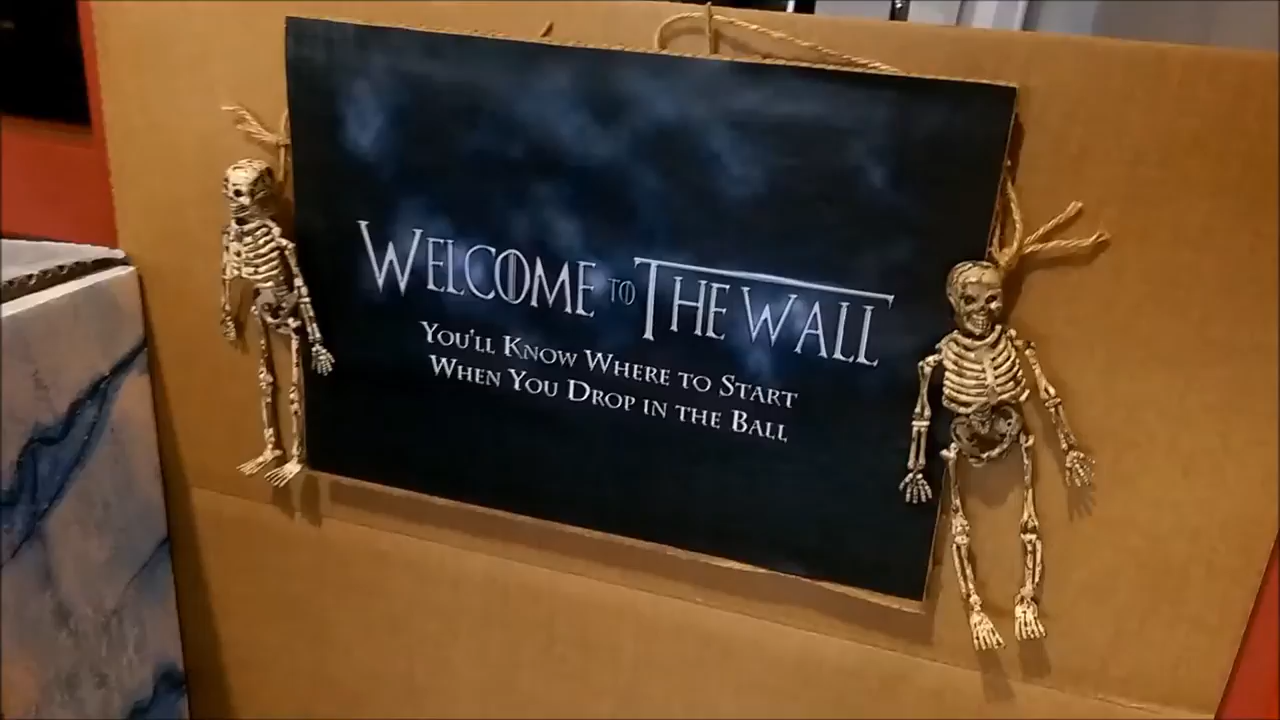 Welcome to The Wall
You'll Know Where to Start
When You Drop in the Ball